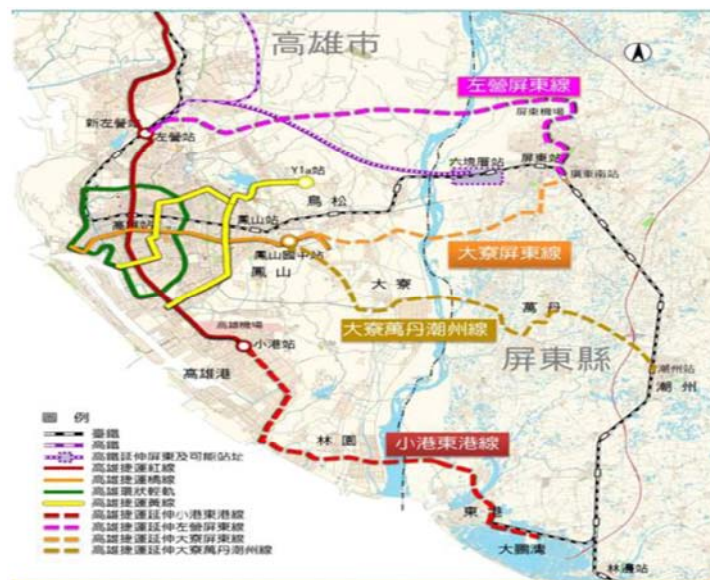 高雄市
左營屏東線
新左營站
左營站
屏東機場
六塊厝站
屏東站
廣東南站
Y1a站
鳥松
高雄站
鳳山站
鳳山國中站
鳳山
大寮屏東線
大寮
萬丹
大寮萬丹潮州線
高雄機場
屏東縣
小港站
潮州站
潮州
高雄港
小港東港線
林園
東港
大鵬灣
林邊站
圖例
臺鐵
高鐵
高鐵延伸屏東及可能站址
高雄捷運紅線
高雄捷運橘線
高雄環狀輕軌
高雄捷運黃線
高雄捷運延伸小港東港線
高雄捷運延伸左營屏東線
高雄捷運延伸大寮屏東線
高雄捷運延伸大寮萬丹潮州線